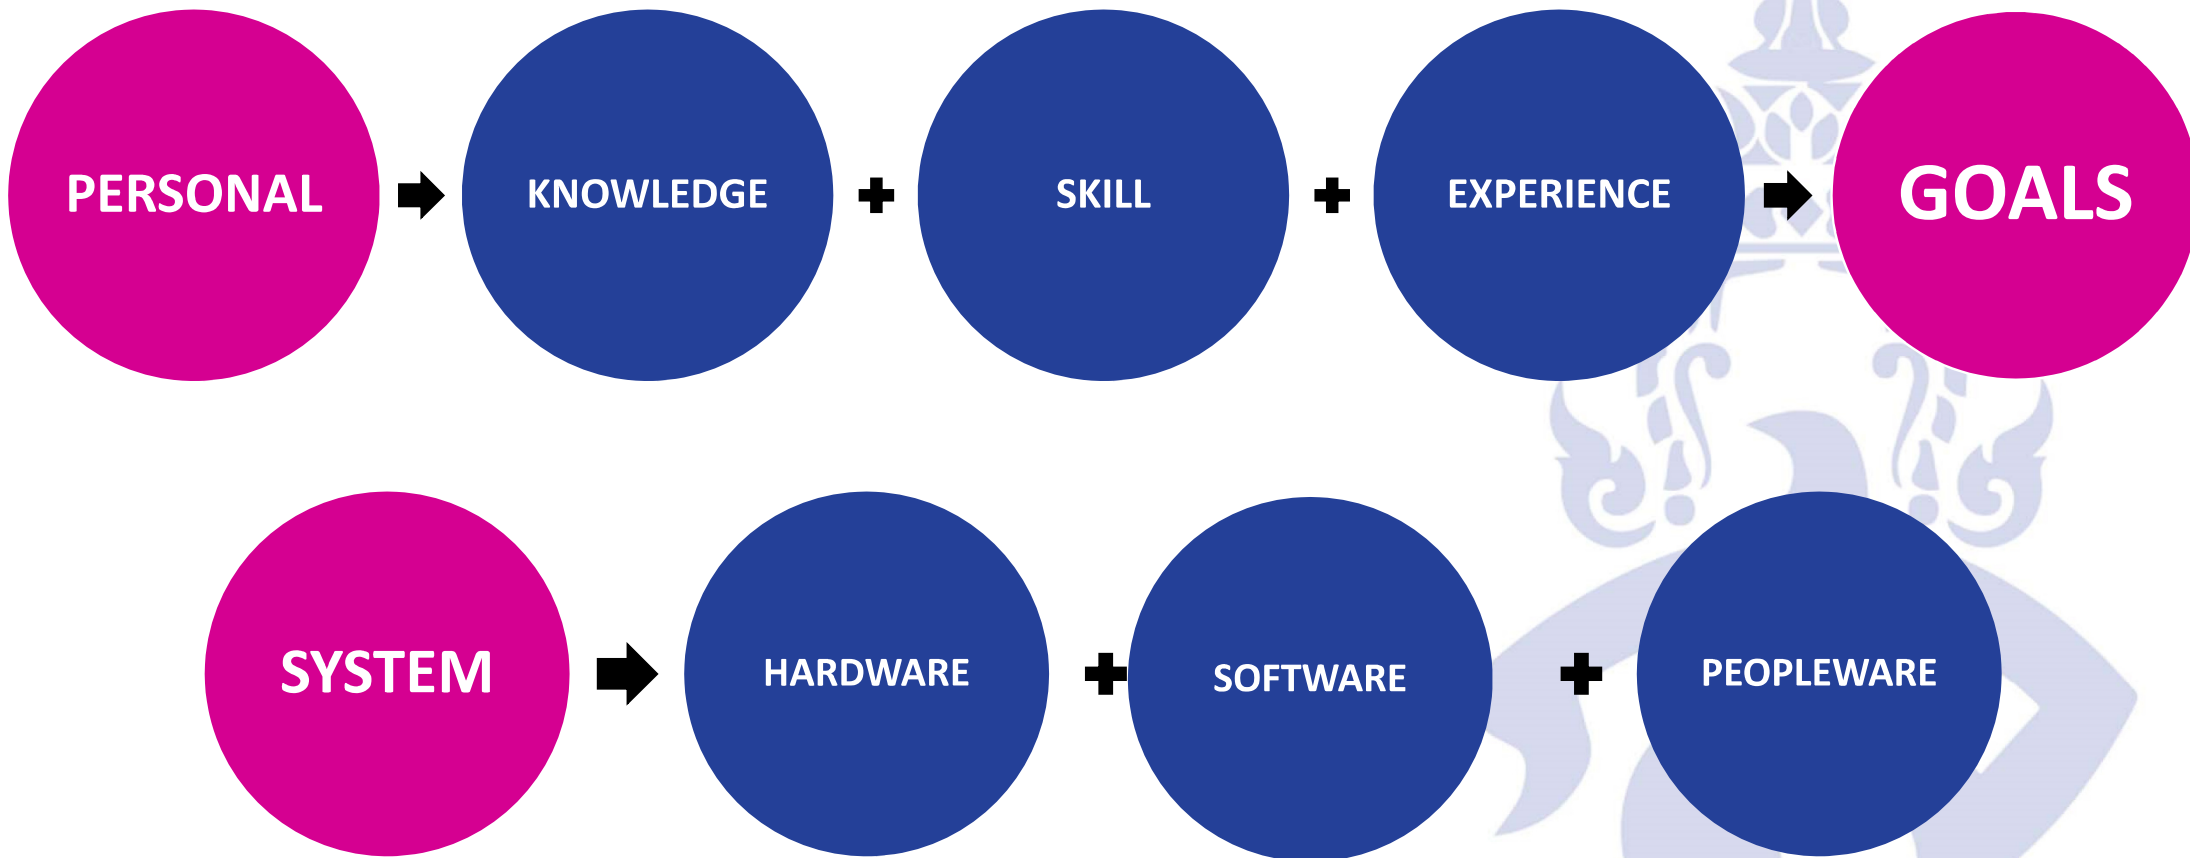 PERSONAL
KNOWLEDGE
SKILL
EXPERIENCE
GOALS
SYSTEM
HARDWARE
SOFTWARE
PEOPLEWARE